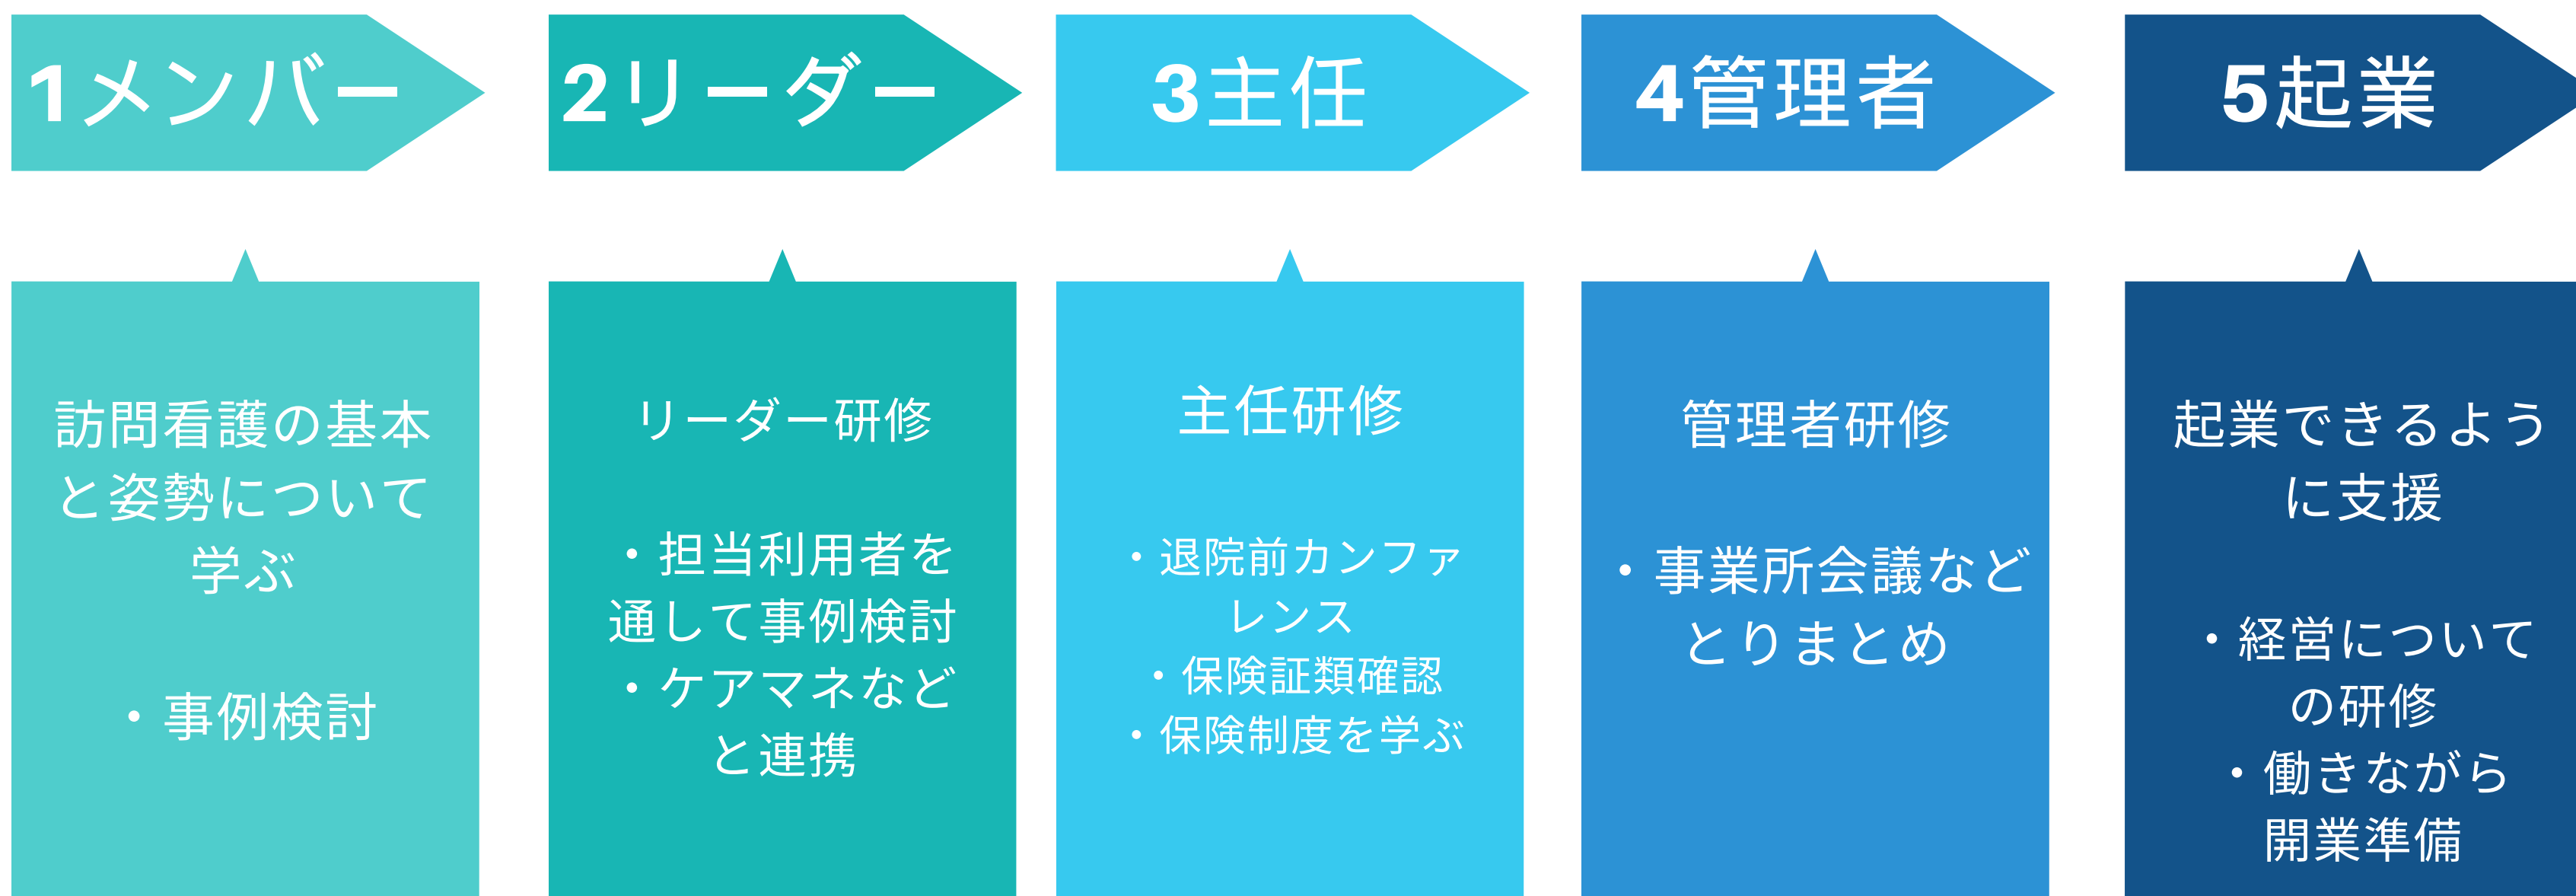 1メンバー
2リーダー
3主任
4管理者
5起業
訪問看護の基本
と姿勢について
学ぶ
・事例検討
リーダー研修
・担当利用者を
通して事例検討
・ケアマネなど
と連携
主任研修
・退院前カンファ
レンス
・保険証類確認
・保険制度を学ぶ
管理者研修
・事業所会議など
とりまとめ
起業できるよう
に支援
・経営について
の研修
・働きながら
開業準備